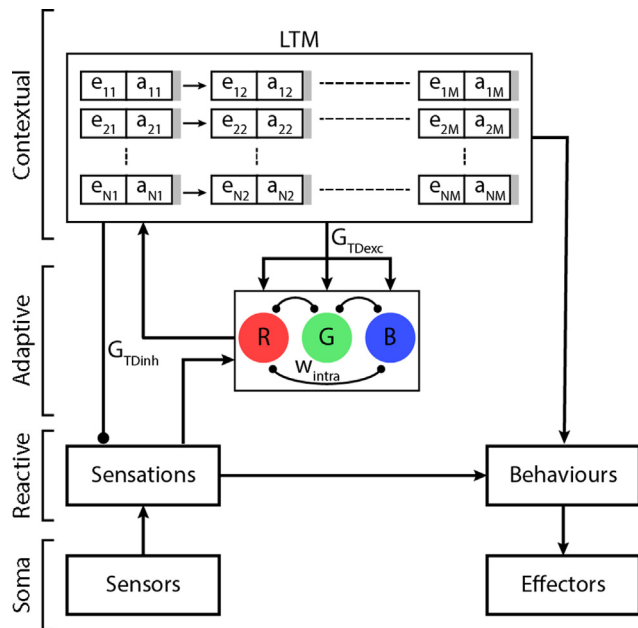 LTM
Contextual
e11 a11 e12 a12 e1M a1M
e21 a21 e22 a22 e2M a2M
eN1 aN1 eN2 aN2 eNM aNM
GTDexc
Adaptive
R G B
wintra
GTDinh
Reactive
Sensations
Behaviours
Soma
Sensors
Effectors